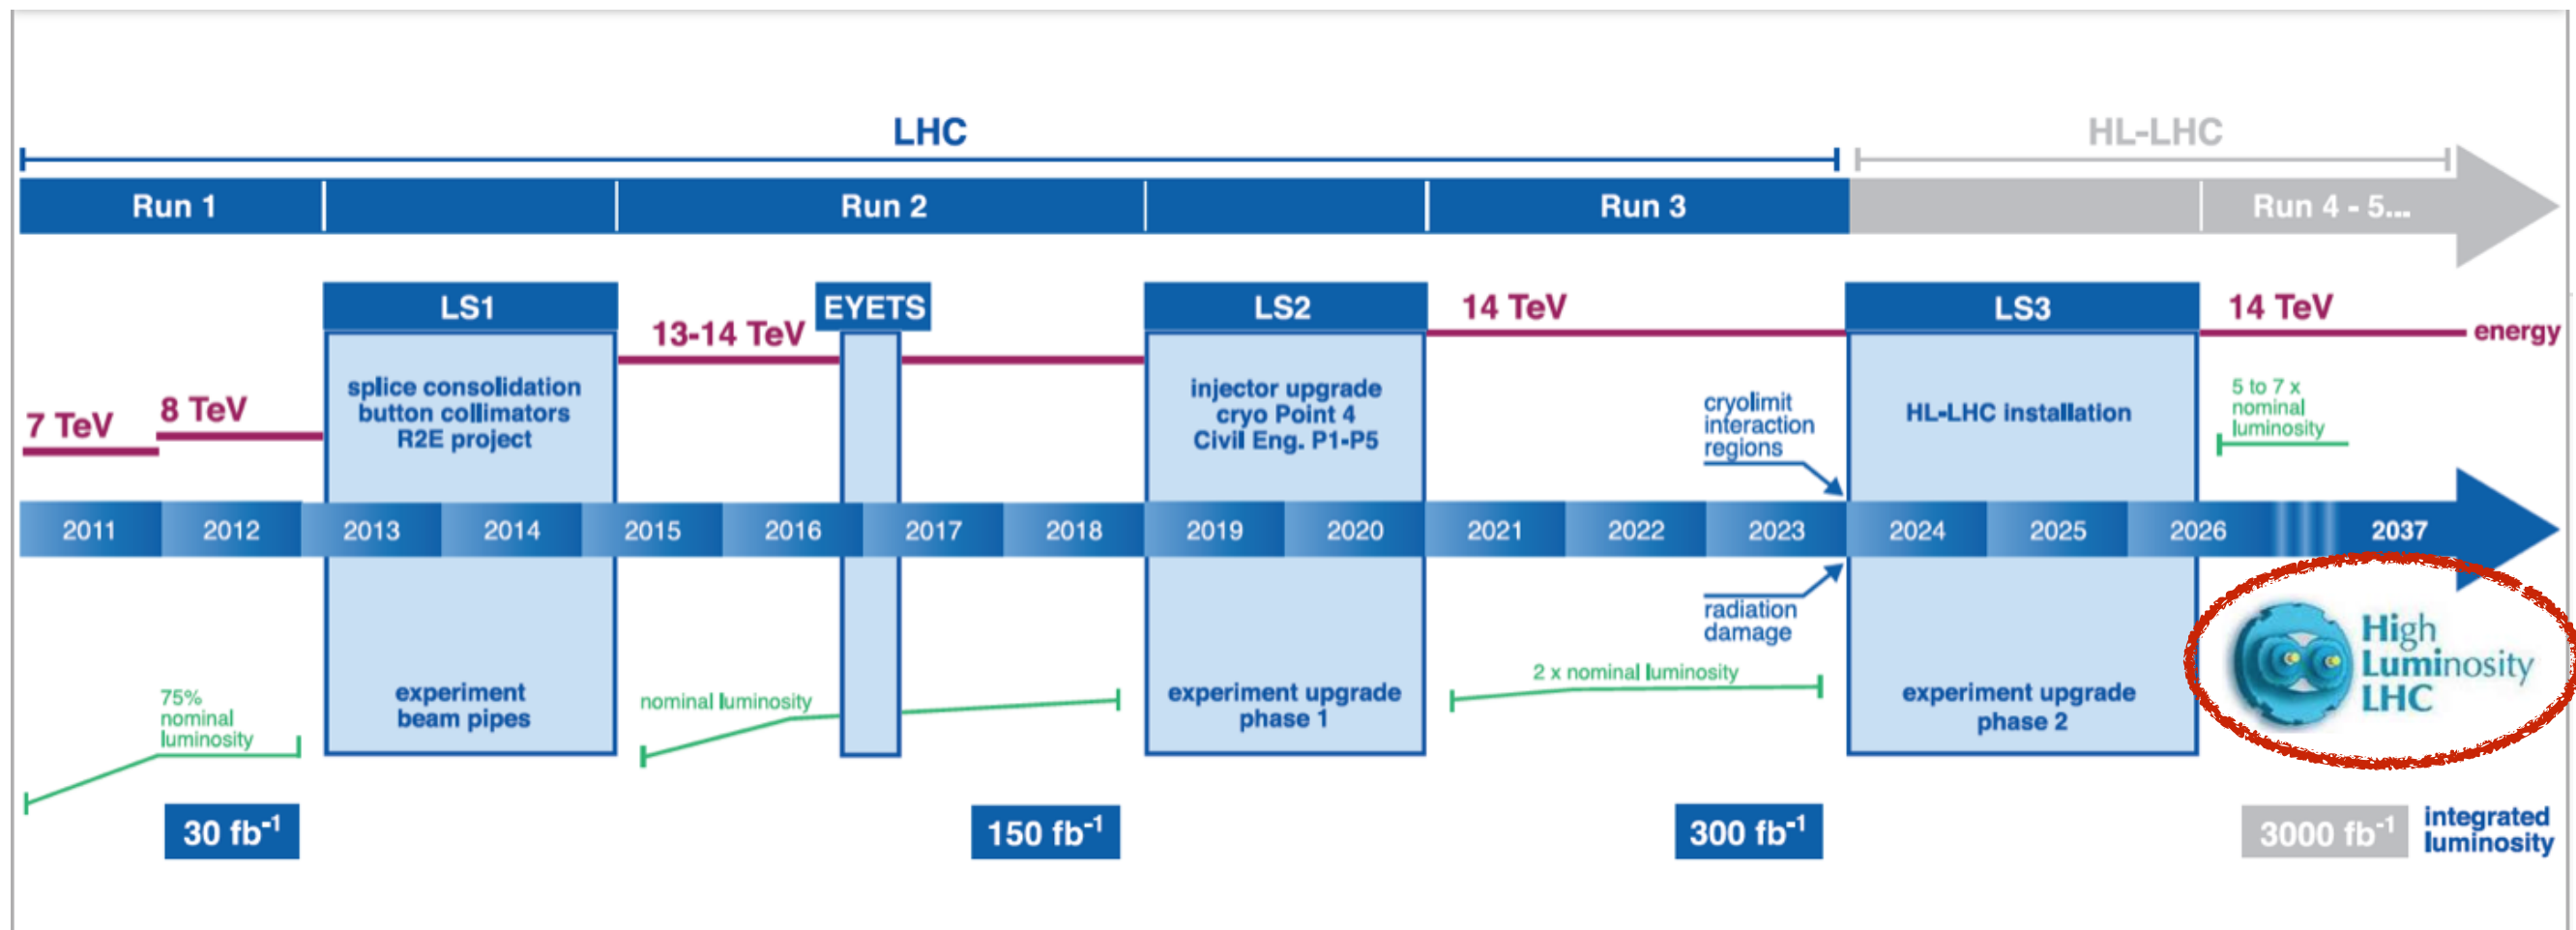 LHC
HL-LHC
Run 1
Run 2
Run 3
Run 4 - 5...
LS1
EYETS
LS2
14 TeV
LS3
14 TeV
energy
13-14 TeV
7 TeV
8 TeV
splice consolidation
button collimators
R2E project
injector upgrade
cryo Point 4
Civil Eng. P1-P5
cryolimit
interaction
regions
HL-LHC installation
5 to 7 x
nominal
luminosity
2011
2012
2013
2014
2015
2016
2017
2018
2019
2020
2021
2022
2023
2024
2025
2026
2037
radiation
damage
75%
nominal
luminosity
experiment
beam pipes
nominal luminosity
experiment upgrade
phase 1
2 x nominal luminosity
experiment upgrade
phase 2
High
Luminosity
LHC
30 fb⁻¹
150 fb⁻¹
300 fb⁻¹
3000 fb⁻¹
integrated
luminosity